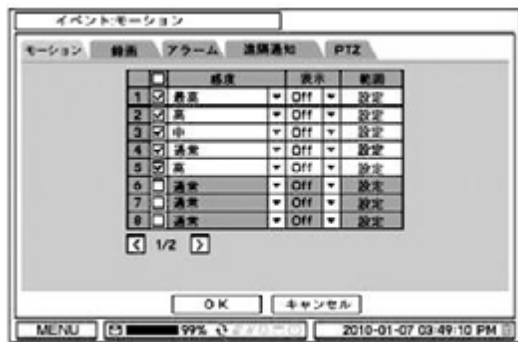 イベント:モーション
モーション 録画 アラーム 遠隔通知 PTZ
感度 表示 範囲
1 最高 Off 設定
2 高 Off 設定
3 中 Off 設定
4 通常 Off 設定
5 高 Off 設定
6 通常 Off 設定
7 通常 Off 設定
8 通常 Off 設定
< 1/2 >
OK キャンセル
MENU 99% 2010-01-07 03:49:10 PM